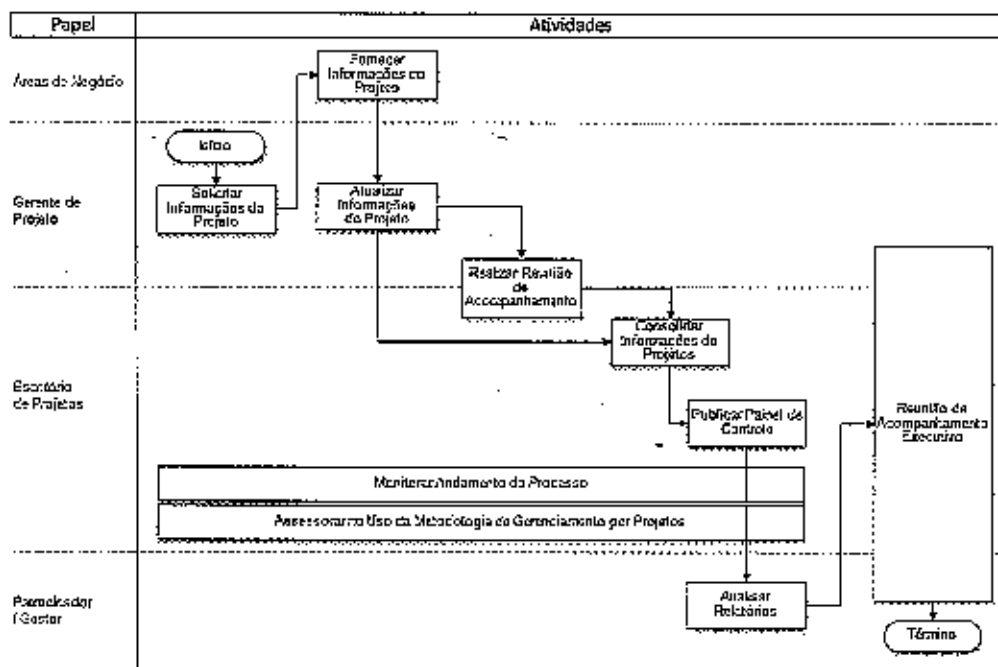 Papel
Atividades
Áreas de Negócio
Fornecer
Informações do
Projeto
Início
Gerente de
Projeto
Solicitar
Informações do
Projeto
Atualizar
Informações
do Projeto
Realizar Reunião
de
Acompanhamento
Consolidar
Informações do
Projetos
Escritório
de Projetos
Publicar Painel de
Controle
Reunião de
Acompanhamento
Executivo
Monitorar Andamento do Processo
Assessorar no Uso da Metodologia de Gerenciamento por Projetos
Patrocinador
/ Gestor
Analisar
Relatórios
Término